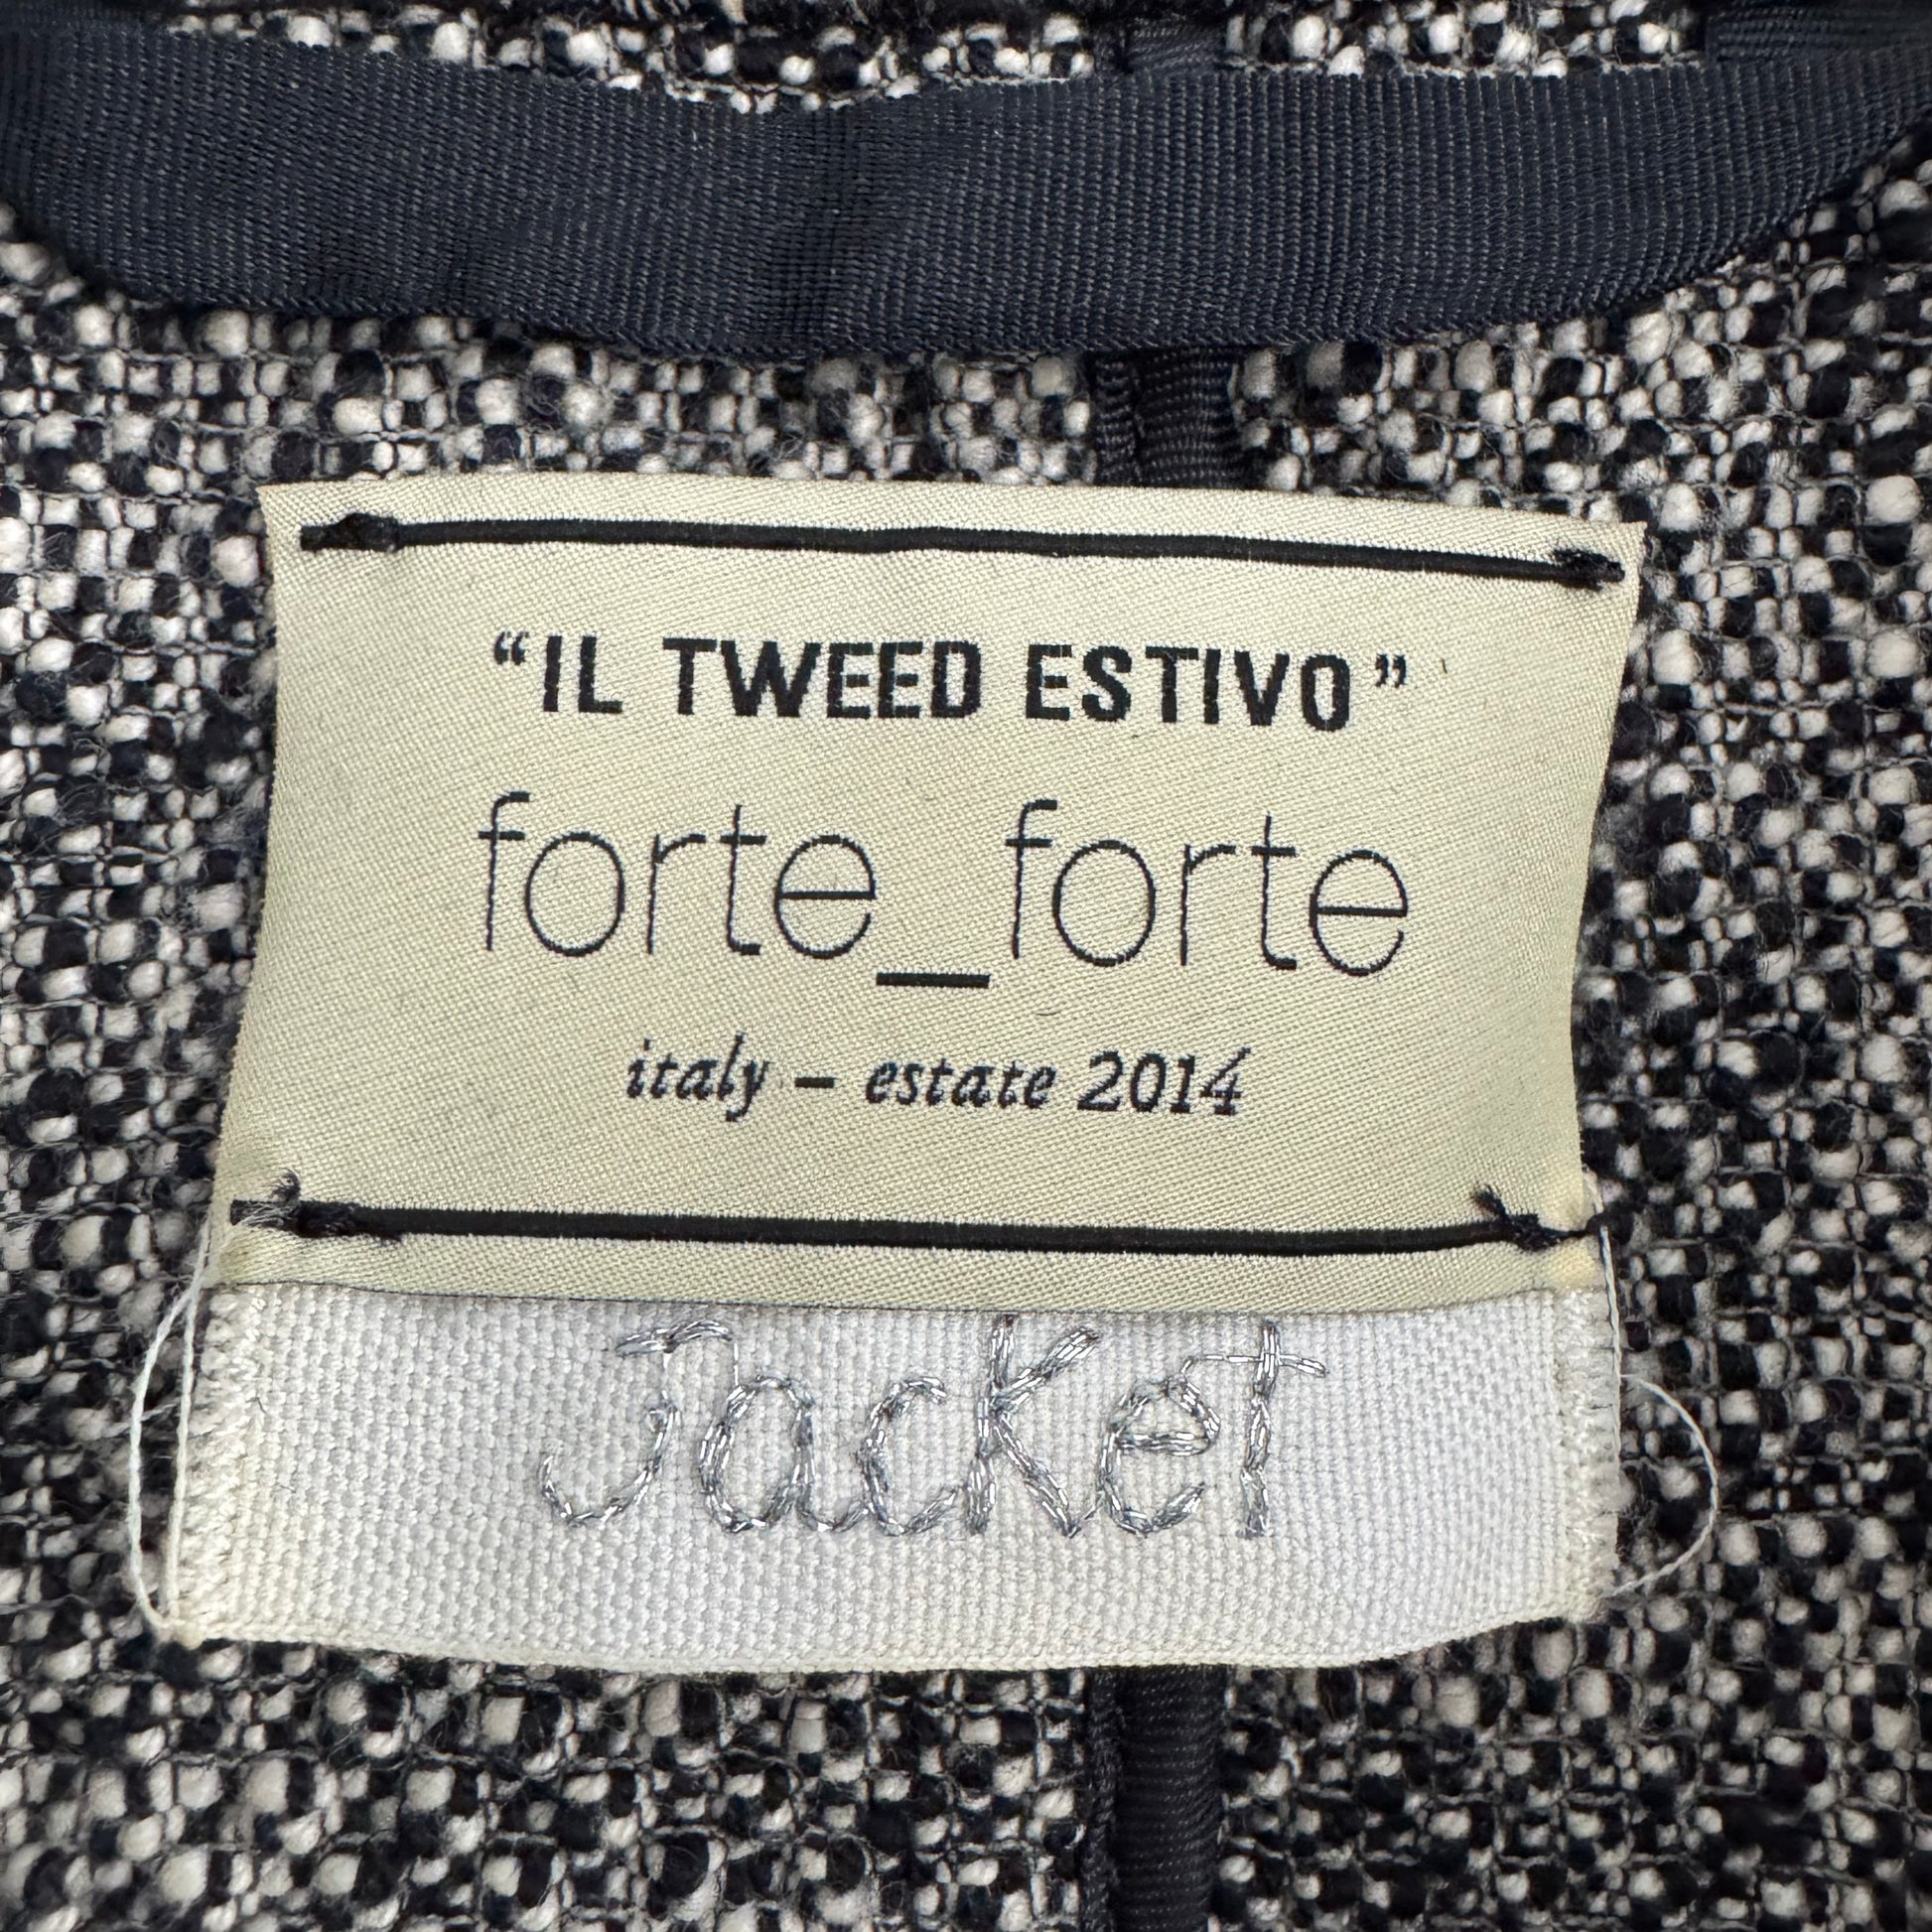 “IL TWEED ESTIVO”
forte_forte
italy – estate 2014
JacKeT